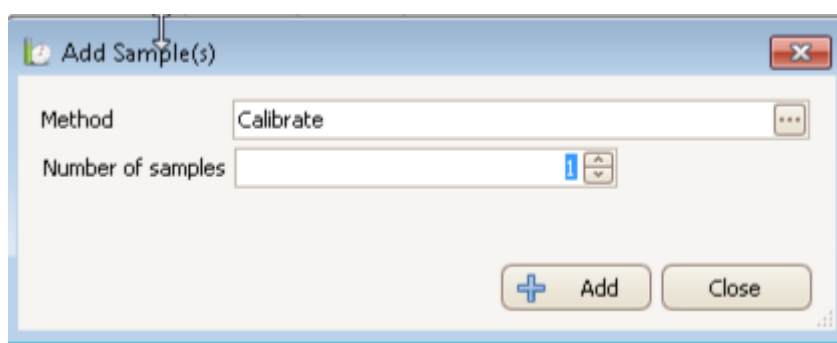 Add Sample(s)
Method Calibrate ...
Number of samples 1
Add Close